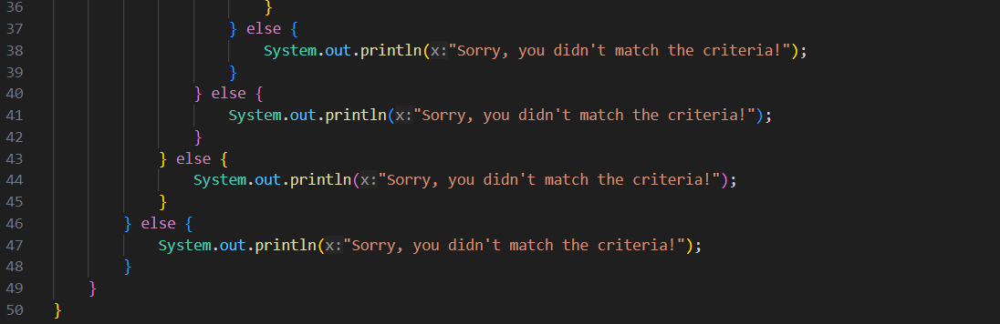 36 }
37 } else {
38 System.out.println(x:"Sorry, you didn't match the criteria!");
39 }
40 } else {
41 System.out.println(x:"Sorry, you didn't match the criteria!");
42 }
43 } else {
44 System.out.println(x:"Sorry, you didn't match the criteria!");
45 }
46 } else {
47 System.out.println(x:"Sorry, you didn't match the criteria!");
48 }
49 }
50 }